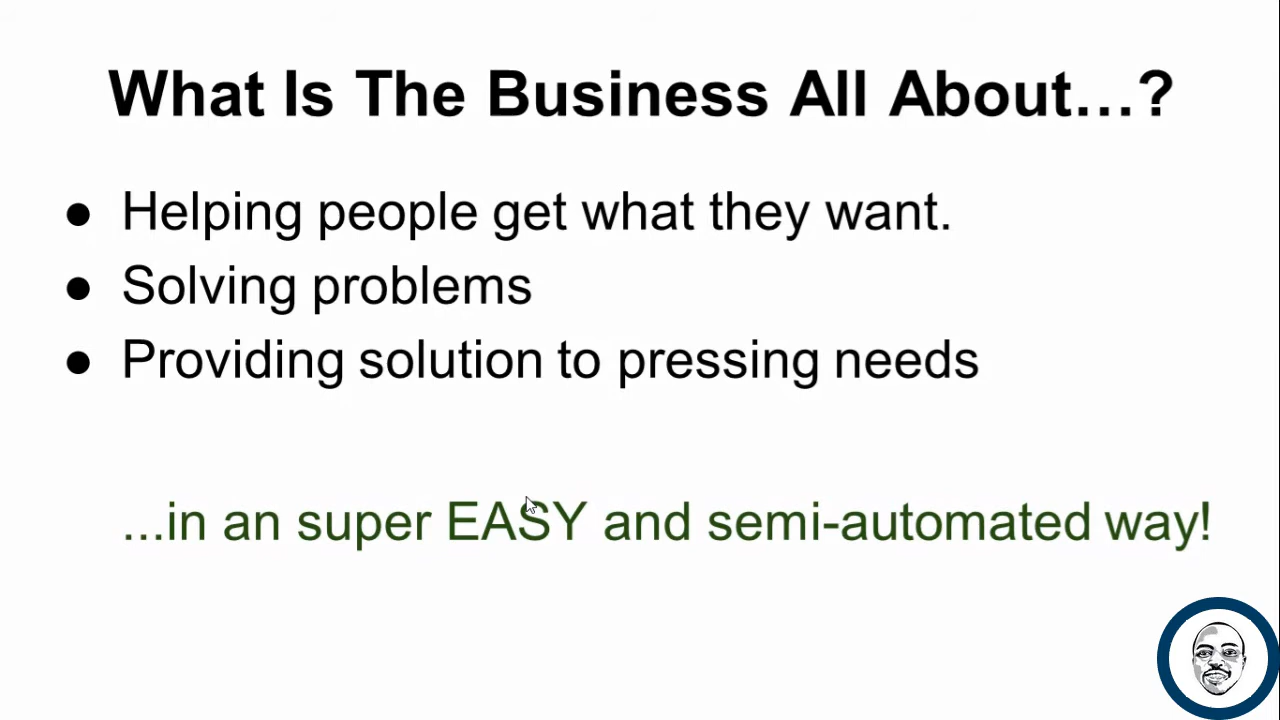 What Is The Business All About…?
● Helping people get what they want.
● Solving problems
● Providing solution to pressing needs
...in an super EASY and semi-automated way!